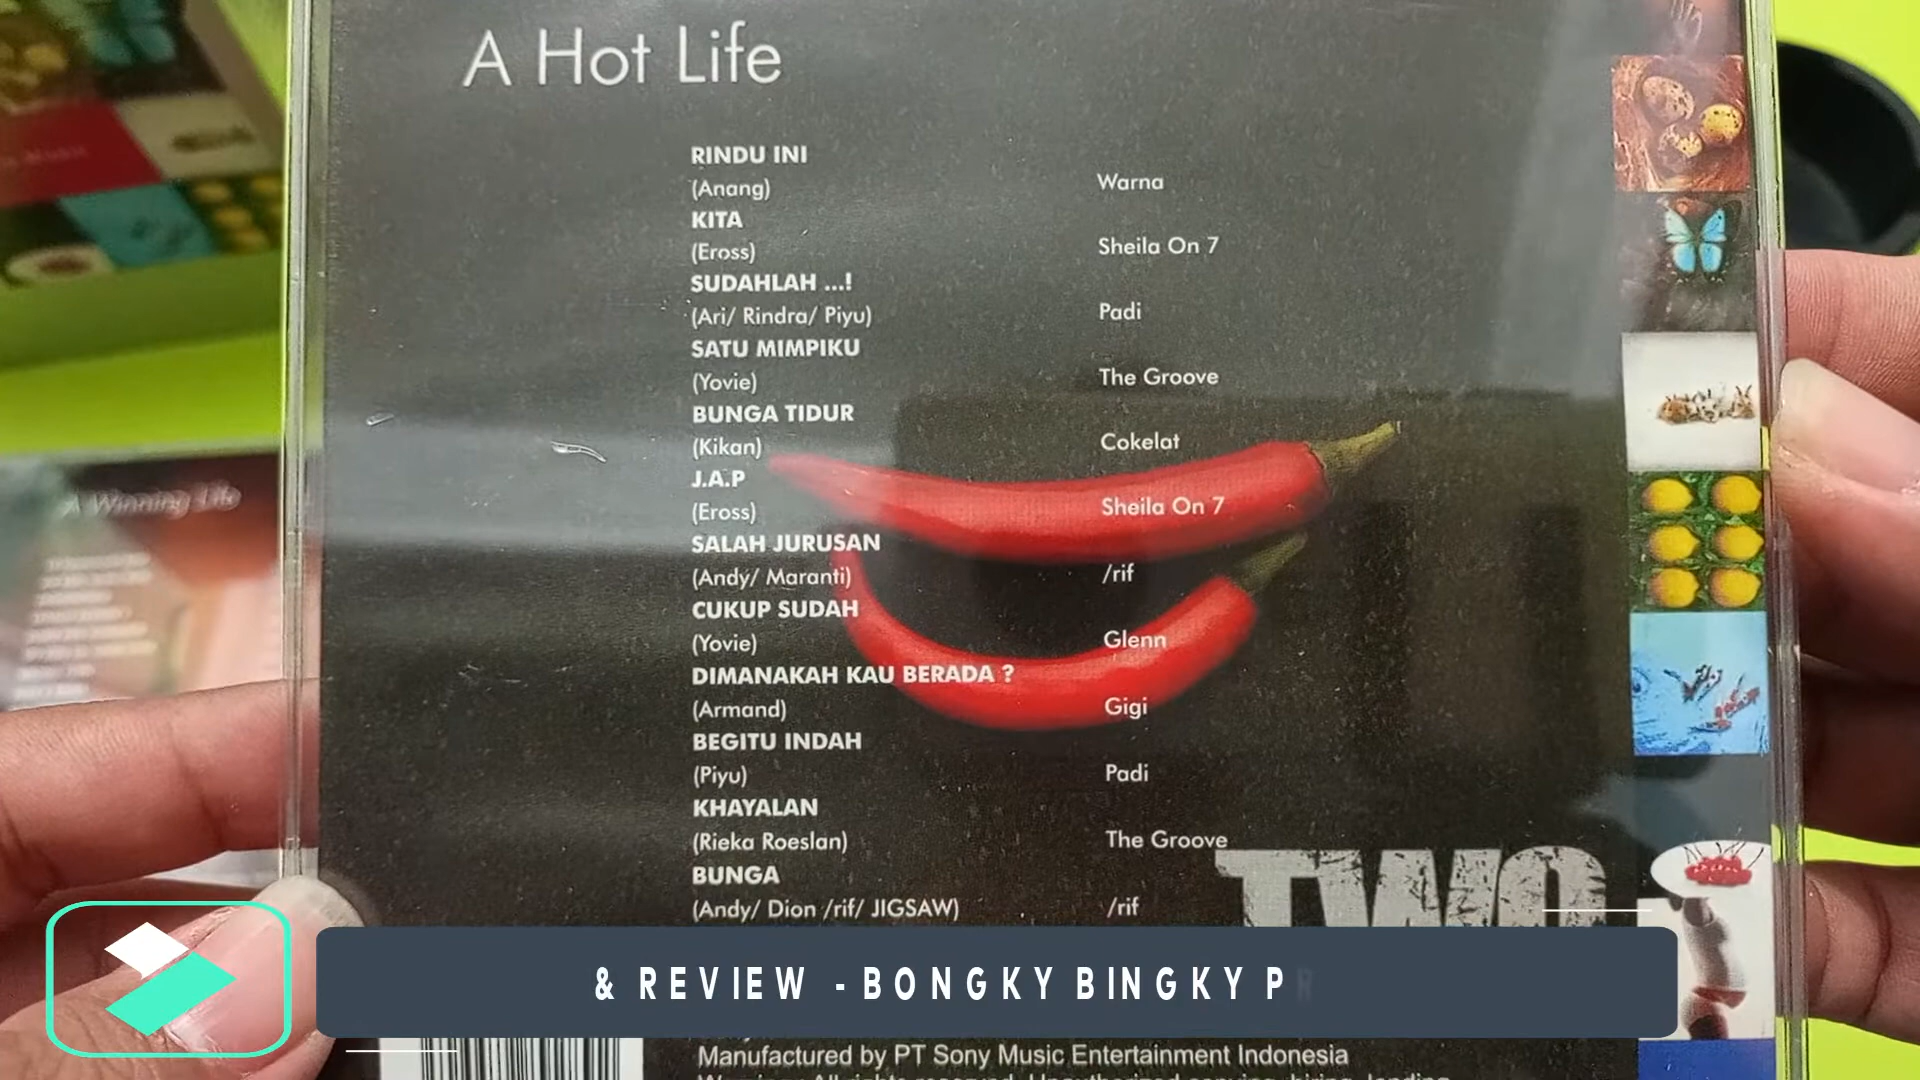 A Hot Life
RINDU INI
(Anang) Warna
KITA
(Eross) Sheila On 7
SUDAHLAH ...!
(Ari/ Rindra/ Piyu) Padi
SATU MIMPIKU
(Yovie) The Groove
BUNGA TIDUR
(Kikan) Cokelat
J.A.P
(Eross) Sheila On 7
SALAH JURUSAN
(Andy/ Maranti) /rif
CUKUP SUDAH
(Yovie) Glenn
DIMANAKAH KAU BERADA ?
(Armand) Gigi
BEGITU INDAH
(Piyu) Padi
KHAYALAN
(Rieka Roeslan) The Groove
BUNGA
(Andy/ Dion /rif/ JIGSAW) /rif
TWO
A Winning Life
& REVIEW - BONGKY BINGKY P
Manufactured by PT Sony Music Entertainment Indonesia